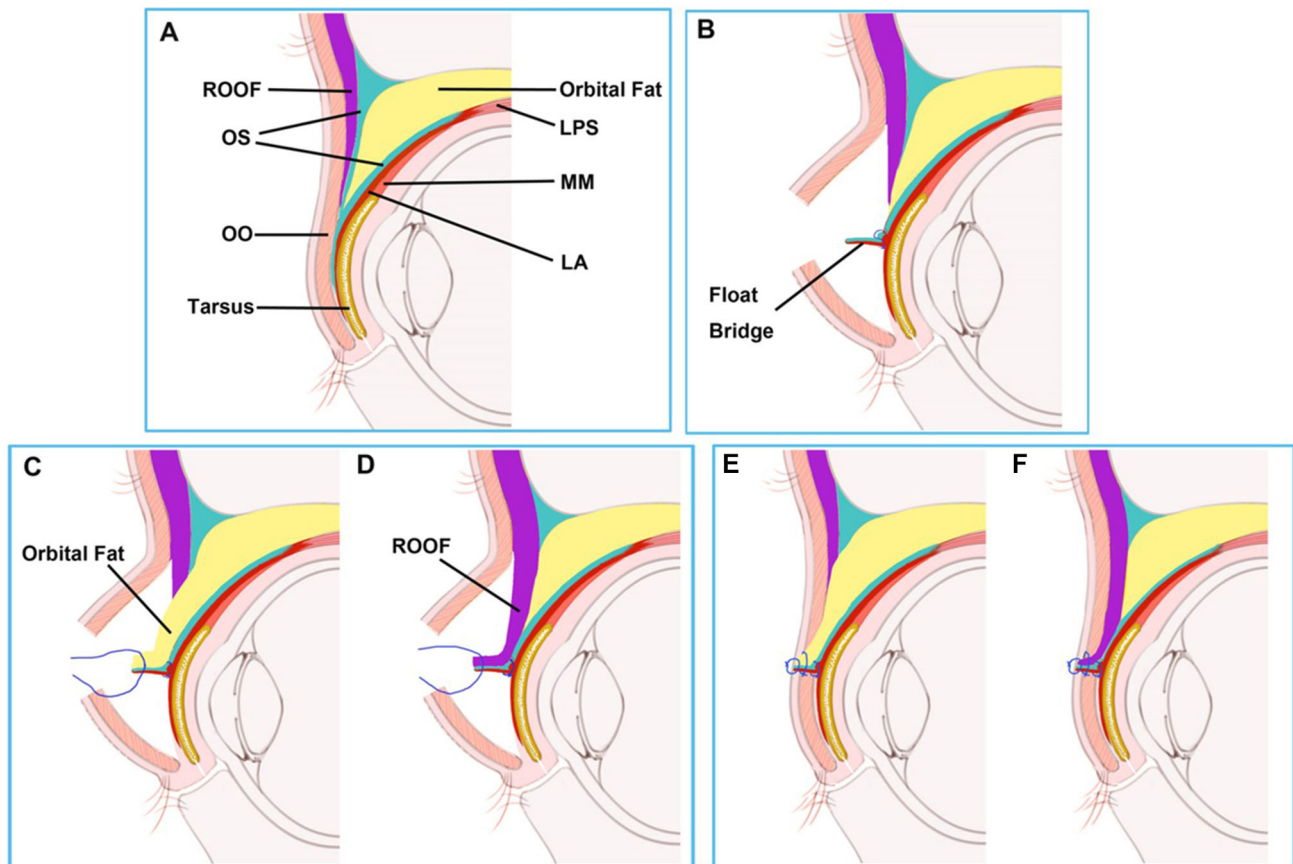 A
ROOF
OS
OO
Tarsus
Orbital Fat
LPS
MM
LA
B
Float
Bridge
C
Orbital Fat
D
ROOF
E
F